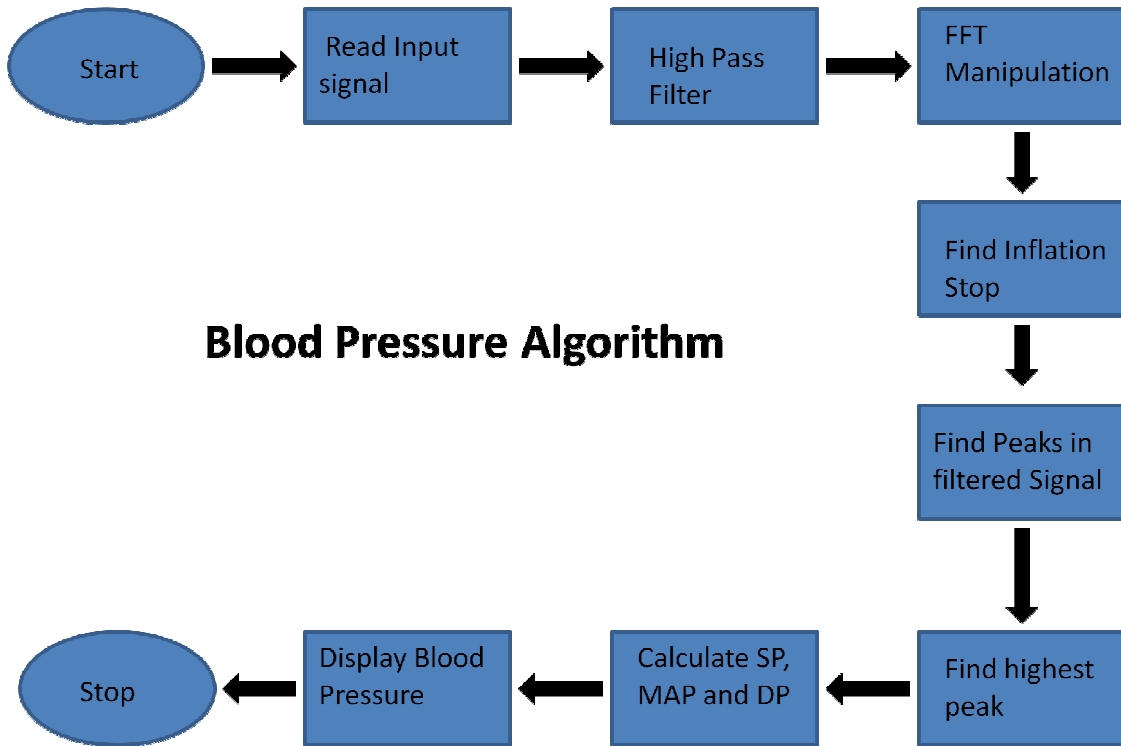 Start
Read Input
signal
High Pass
Filter
FFT
Manipulation
Find Inflation
Stop
Blood Pressure Algorithm
Find Peaks in
filtered Signal
Find highest
peak
Calculate SP,
MAP and DP
Display Blood
Pressure
Stop